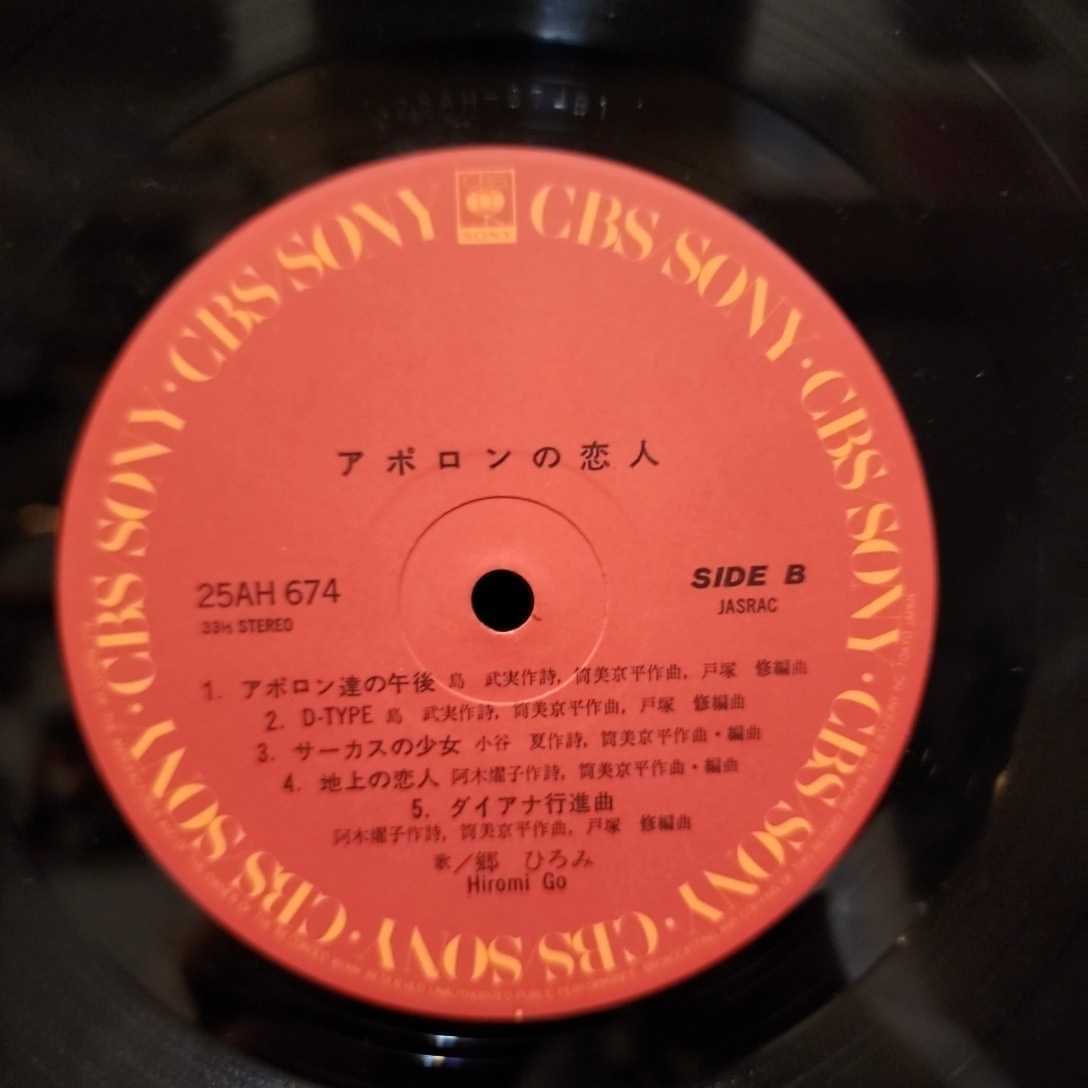 CBS/SONY · CBS/SONY · CBS/SONY · CBS/SONY · CBS/SONY · CBS/SONY · CBS/SONY · CBS/SONY
SONY
アポロンの恋人
25AH 674
33⅓ STEREO
SIDE B
JASRAC
1. アポロン達の午後 島 武実作詩, 筒美京平作曲, 戸塚 修編曲
2. D-TYPE 島 武実作詩, 筒美京平作曲, 戸塚 修編曲
3. サーカスの少女 小谷 夏作詩, 筒美京平作曲・編曲
4. 地上の恋人 阿木燿子作詩, 筒美京平作曲・編曲
5. ダイアナ行進曲
阿木燿子作詩, 筒美京平作曲, 戸塚 修編曲
歌／郷 ひろみ
Hiromi Go